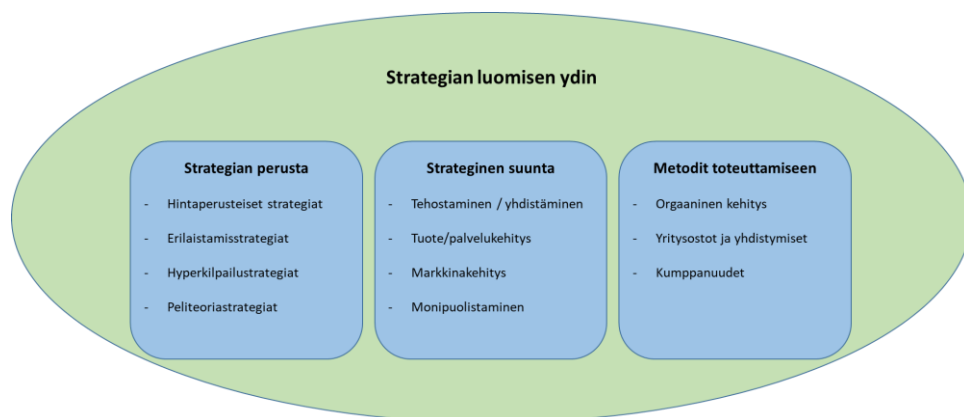 Strategian luomisen ydin
Strategian perusta
- Hintaperusteiset strategiat
- Erilaistamisstrategiat
- Hyperkilpailustrategiat
- Peliteoriastrategiat
Strateginen suunta
- Tehostaminen / yhdistäminen
- Tuote/palvelukehitys
- Markkinakehitys
- Monipuolistaminen
Metodit toteuttamiseen
- Orgaaninen kehitys
- Yritysostot ja yhdistymiset
- Kumppanuudet